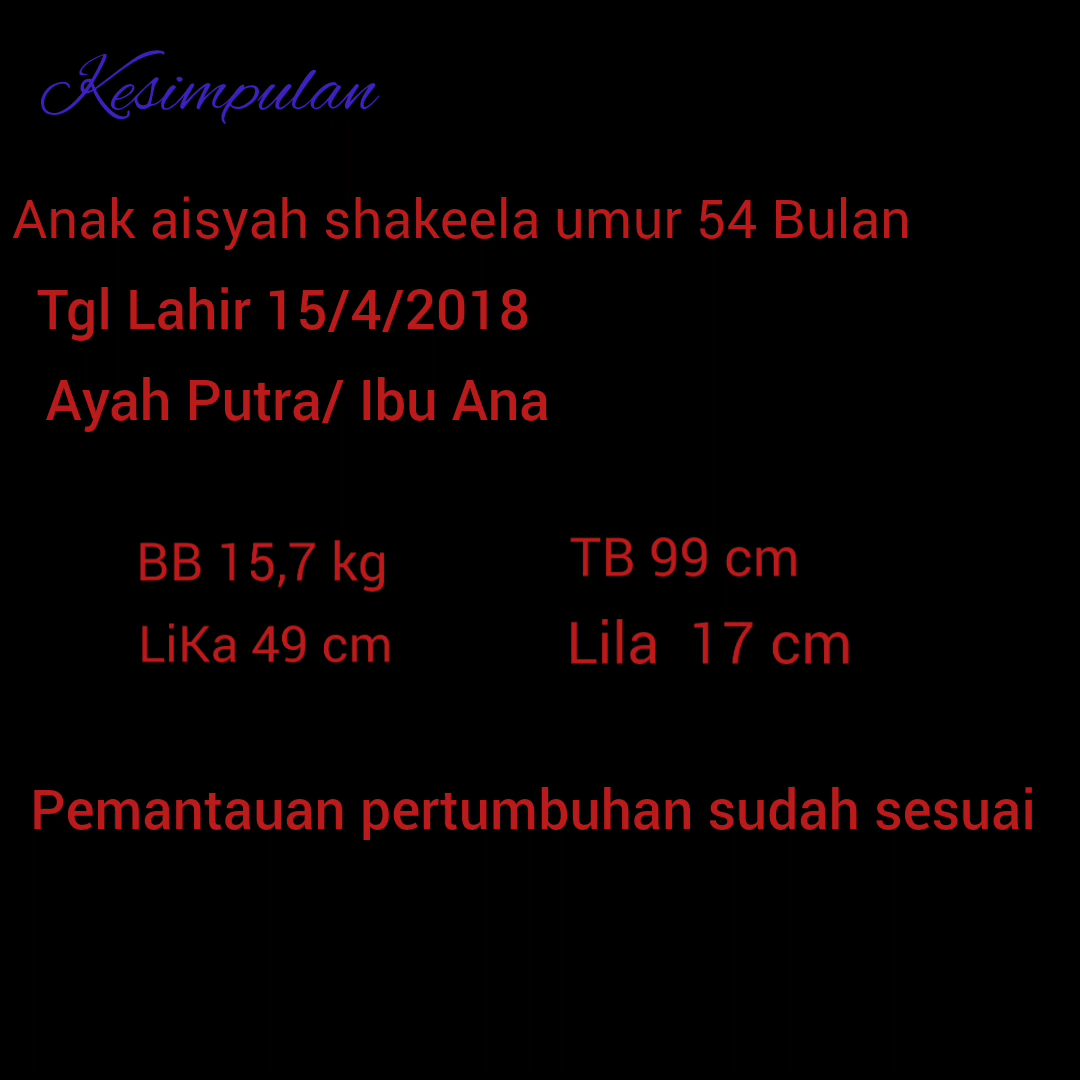 Kesimpulan
Anak aisyah shakeela umur 54 Bulan
Tgl Lahir 15/4/2018
Ayah Putra/ Ibu Ana
BB 15,7 kg
TB 99 cm
LiKa 49 cm
Lila 17 cm
Pemantauan pertumbuhan sudah sesuai